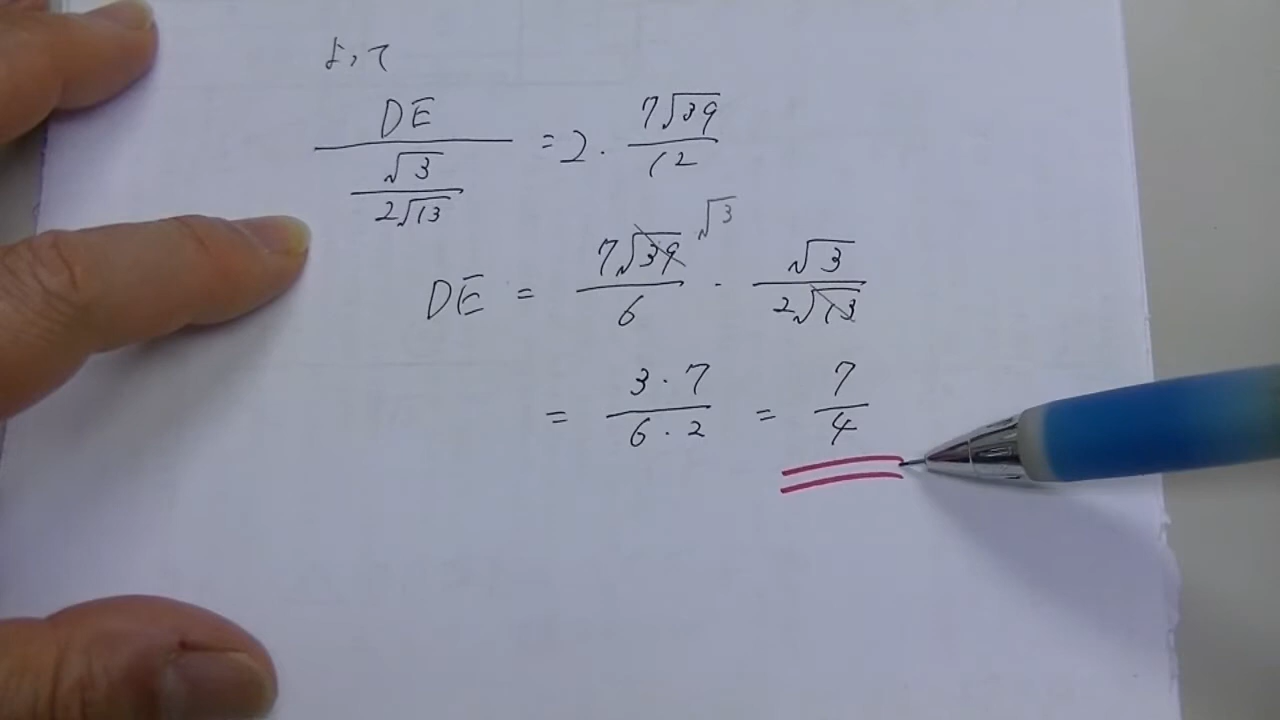 よって
DE / (√3 / 2√13) = 2 · 7√39 / 12
DE = 7√39 / 6 √3 · √3 / 2√13
= 3 · 7 / 6 · 2 = 7 / 4